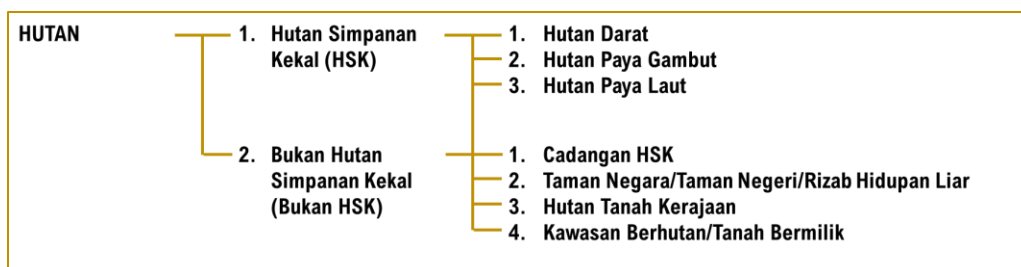 HUTAN
1. Hutan Simpanan
Kekal (HSK)
1. Hutan Darat
2. Hutan Paya Gambut
3. Hutan Paya Laut
2. Bukan Hutan
Simpanan Kekal
(Bukan HSK)
1. Cadangan HSK
2. Taman Negara/Taman Negeri/Rizab Hidupan Liar
3. Hutan Tanah Kerajaan
4. Kawasan Berhutan/Tanah Bermilik